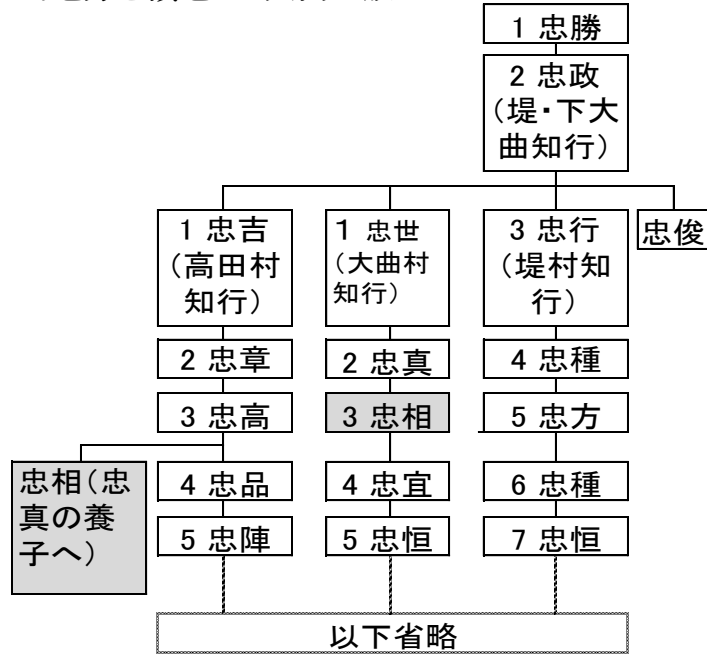 1 忠勝
2 忠政
(堤・下大
曲知行)
1 忠吉
(高田村
知行)
1 忠世
(大曲村
知行)
3 忠行
(堤村知
行)
忠俊
2 忠章
2 忠真
4 忠種
3 忠高
3 忠相
5 忠方
忠相(忠
真の養
子へ)
4 忠品
4 忠宜
6 忠種
5 忠陣
5 忠恒
7 忠恒
以下省略